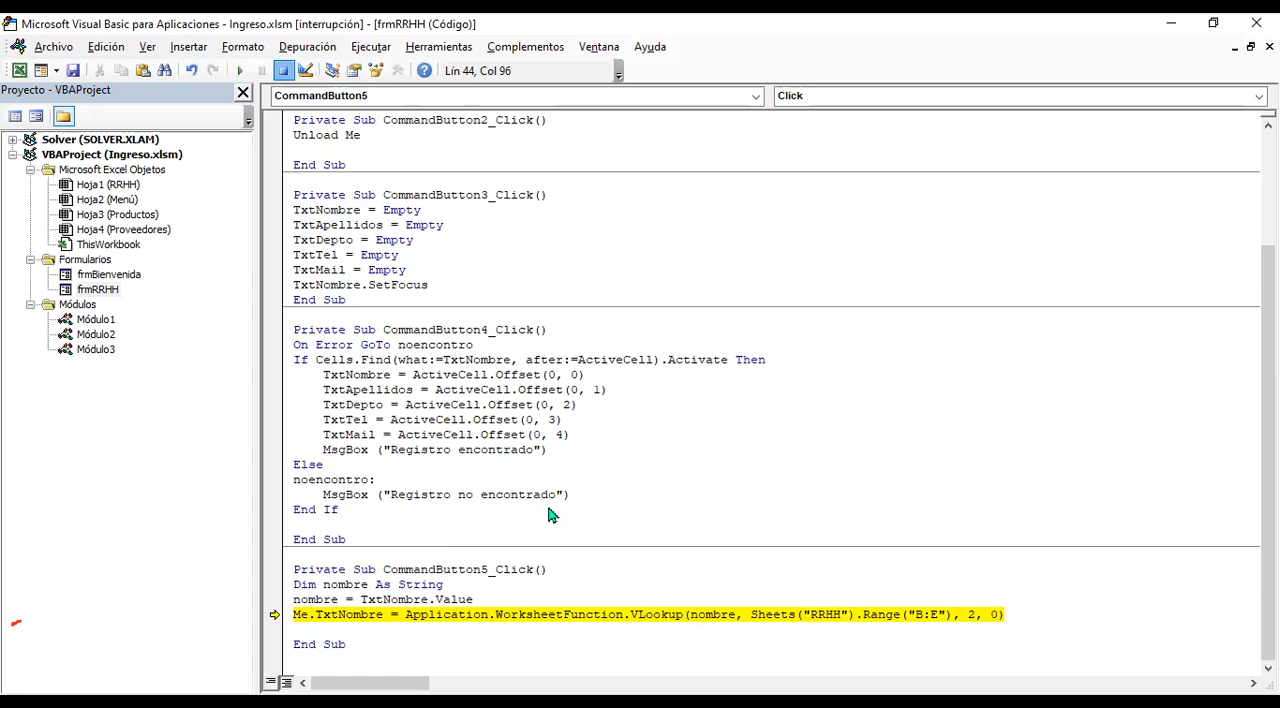 Microsoft Visual Basic para Aplicaciones - Ingreso.xlsm [interrupción] - [frmRRHH (Código)]
Archivo Edición Ver Insertar Formato Depuración Ejecutar Herramientas Complementos Ventana Ayuda
Lín 44, Col 96
Proyecto - VBAProject
Solver (SOLVER.XLAM)
VBAProject (Ingreso.xlsm)
Microsoft Excel Objetos
Hoja1 (RRHH)
Hoja2 (Menú)
Hoja3 (Productos)
Hoja4 (Proveedores)
ThisWorkbook
Formularios
frmBienvenida
frmRRHH
Módulos
Módulo1
Módulo2
Módulo3
CommandButton5
Click
Private Sub CommandButton2_Click()
Unload Me
End Sub
Private Sub CommandButton3_Click()
TxtNombre = Empty
TxtApellidos = Empty
TxtDepto = Empty
TxtTel = Empty
TxtMail = Empty
TxtNombre.SetFocus
End Sub
Private Sub CommandButton4_Click()
On Error GoTo noencontro
If Cells.Find(what:=TxtNombre, after:=ActiveCell).Activate Then
TxtNombre = ActiveCell.Offset(0, 0)
TxtApellidos = ActiveCell.Offset(0, 1)
TxtDepto = ActiveCell.Offset(0, 2)
TxtTel = ActiveCell.Offset(0, 3)
TxtMail = ActiveCell.Offset(0, 4)
MsgBox ("Registro encontrado")
Else
noencontro:
MsgBox ("Registro no encontrado")
End If
End Sub
Private Sub CommandButton5_Click()
Dim nombre As String
nombre = TxtNombre.Value
Me.TxtNombre = Application.WorksheetFunction.VLookup(nombre, Sheets("RRHH").Range("B:E"), 2, 0)
End Sub